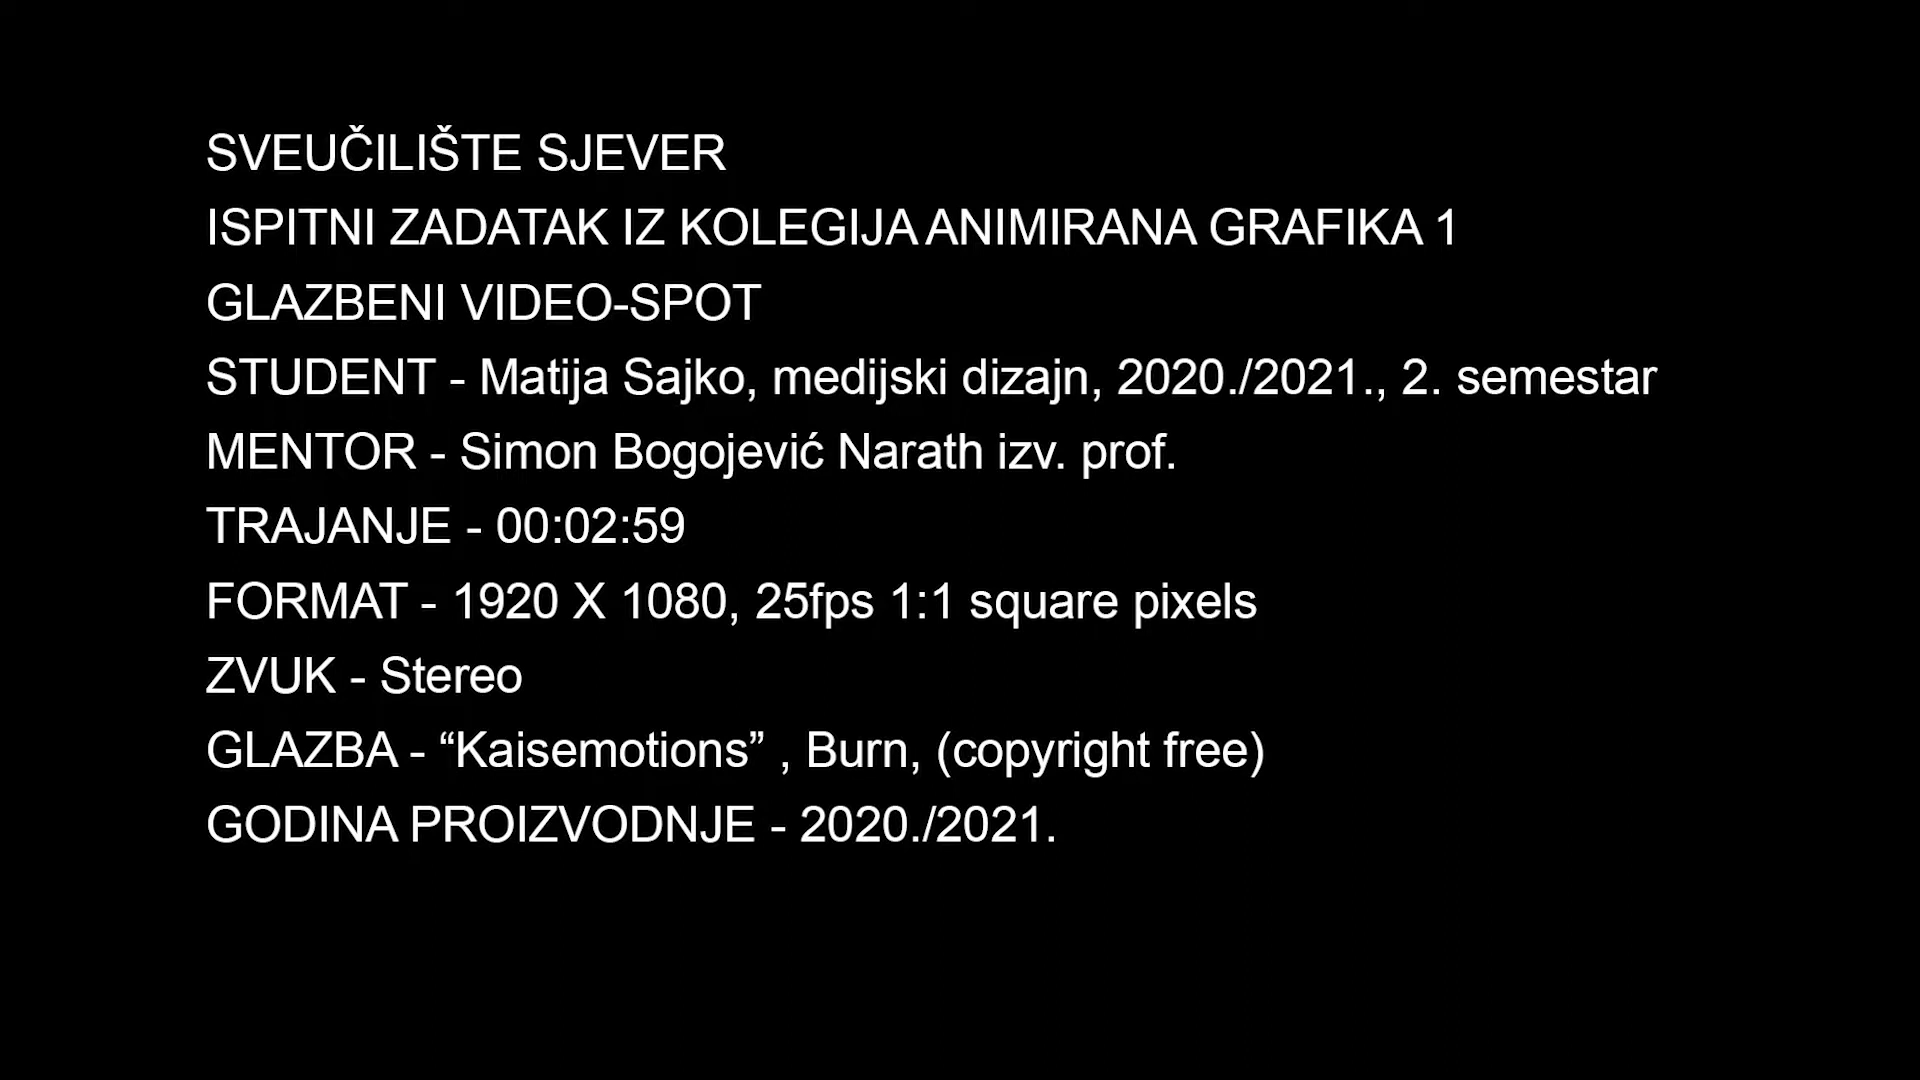 SVEUČILIŠTE SJEVER
ISPITNI ZADATAK IZ KOLEGIJA ANIMIRANA GRAFIKA 1
GLAZBENI VIDEO-SPOT
STUDENT - Matija Sajko, medijski dizajn, 2020./2021., 2. semestar
MENTOR - Simon Bogojević Narath izv. prof.
TRAJANJE - 00:02:59
FORMAT - 1920 X 1080, 25fps 1:1 square pixels
ZVUK - Stereo
GLAZBA - “Kaisemotions” , Burn, (copyright free)
GODINA PROIZVODNJE - 2020./2021.